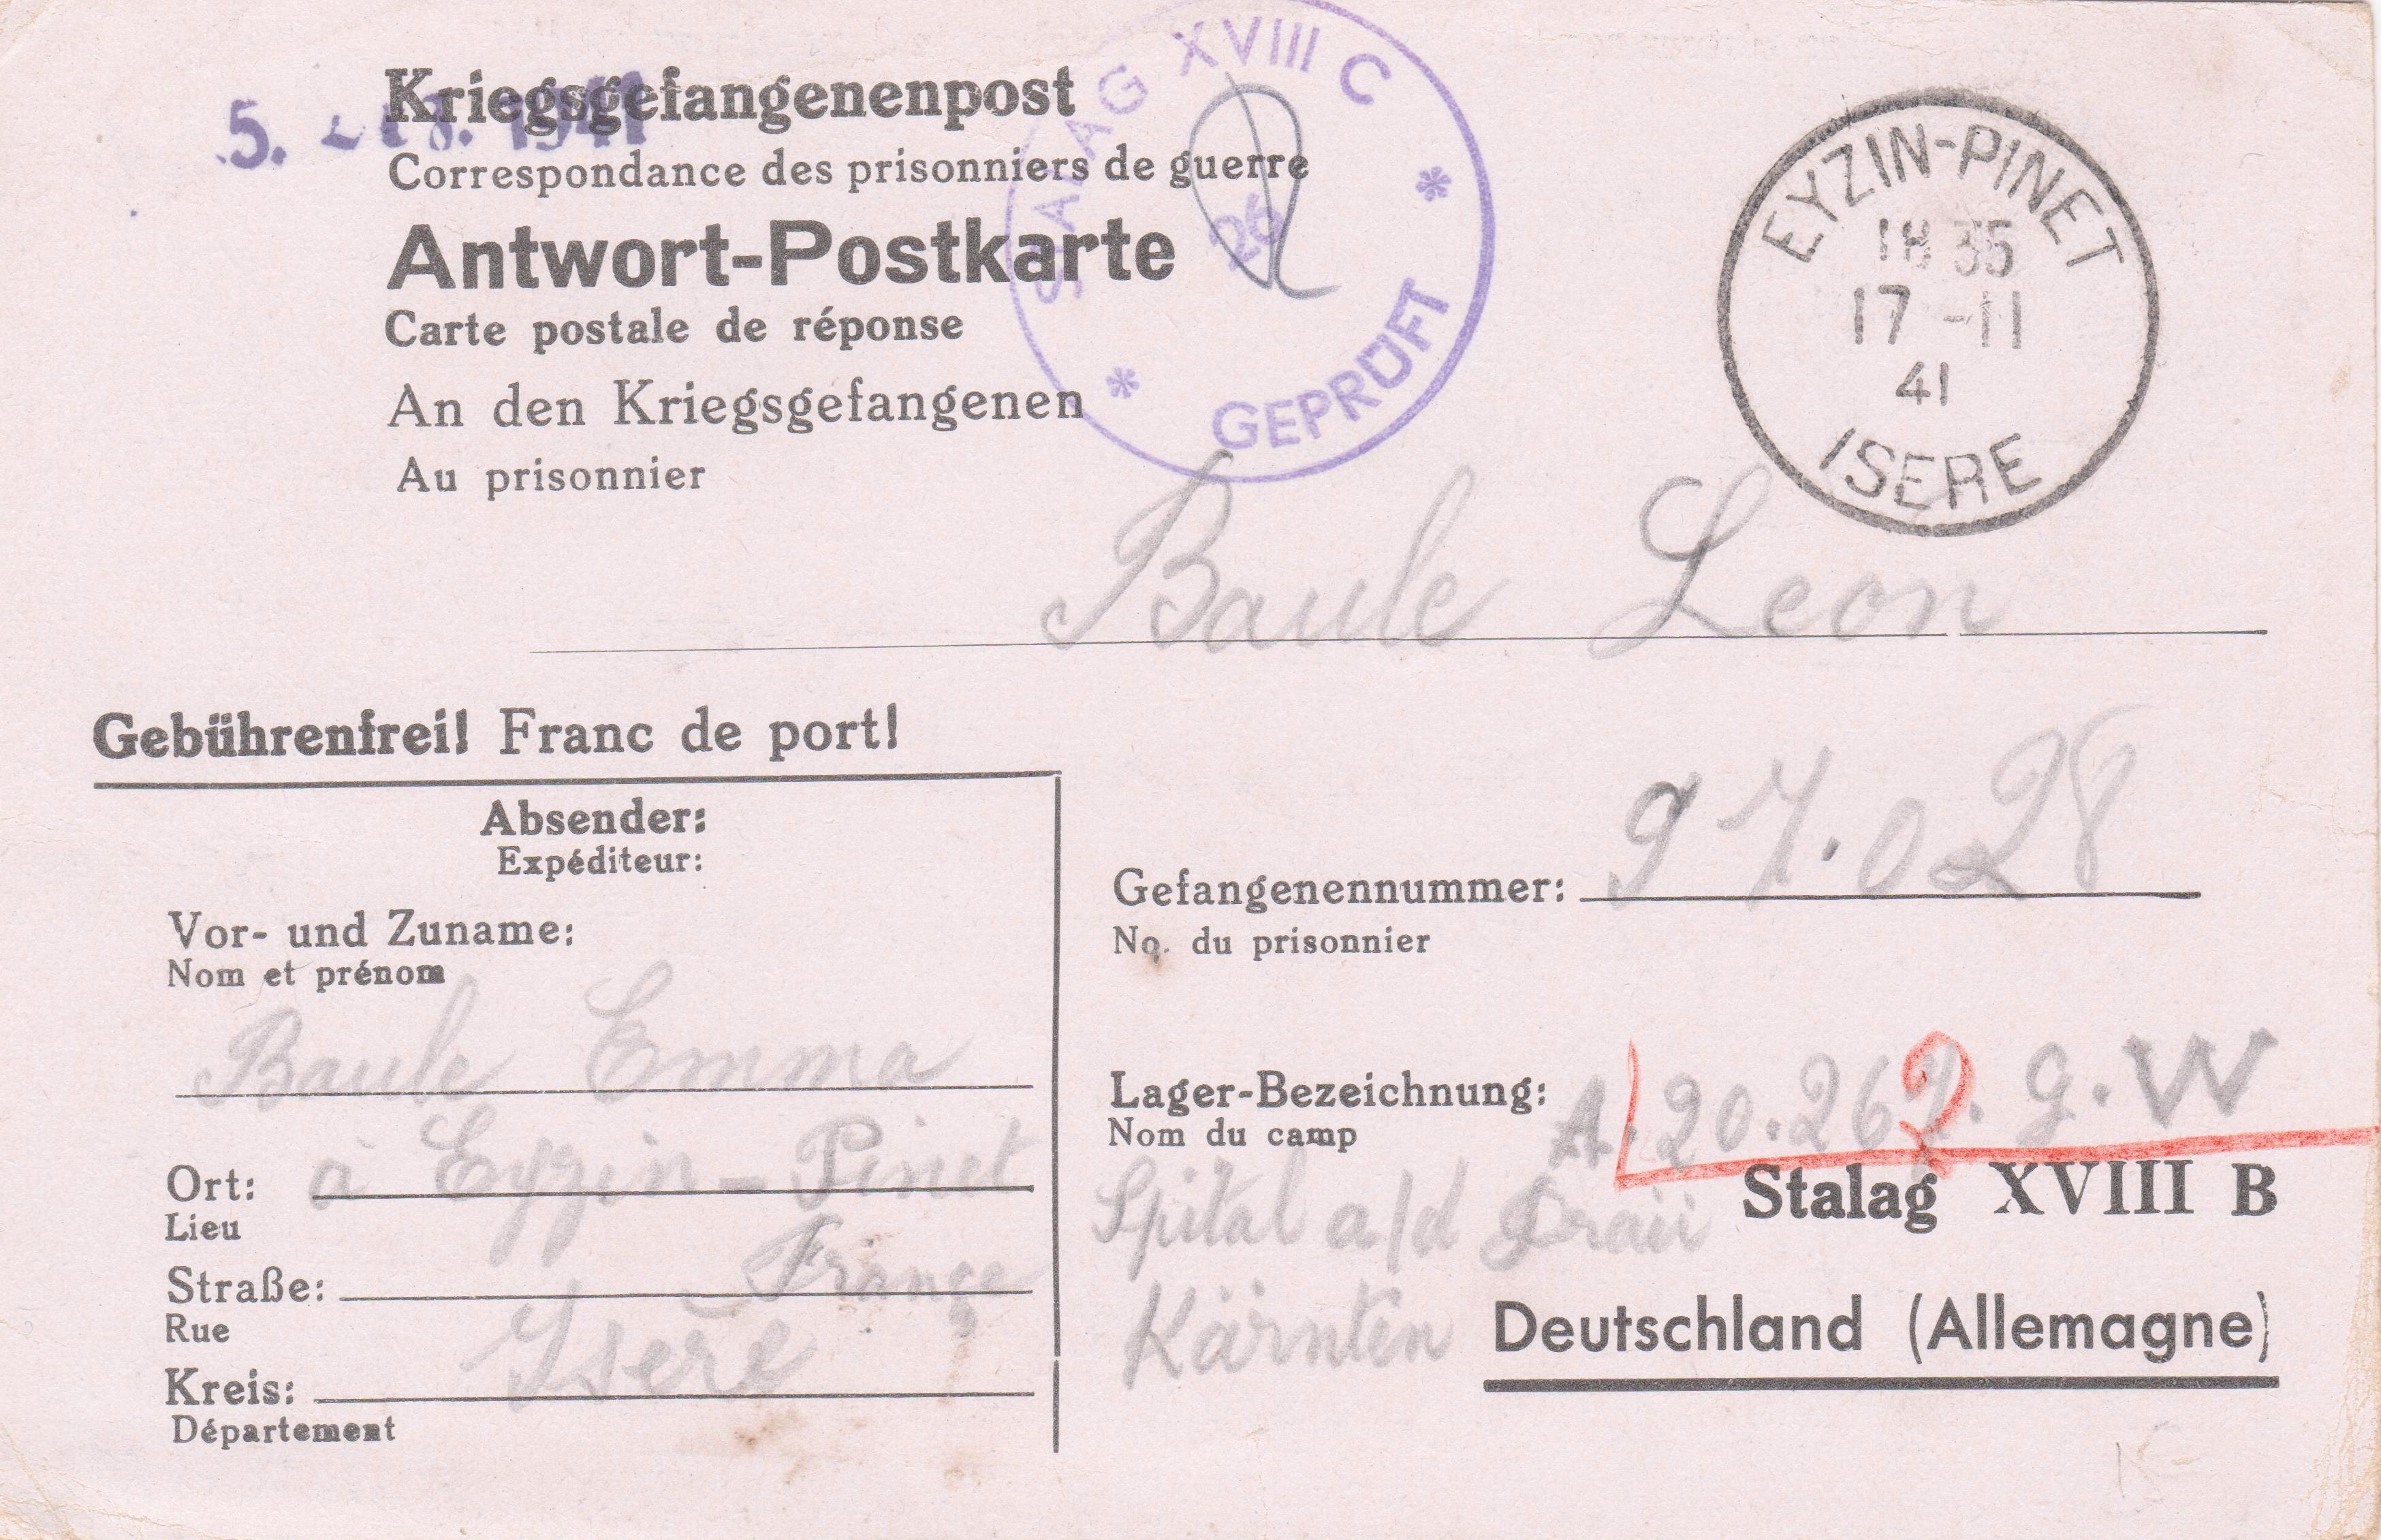 Kriegsgefangenenpost
5. 1941
Correspondance des prisonniers de guerre
Antwort-Postkarte
Carte postale de réponse
An den Kriegsgefangenen
Au prisonnier
STALAG XVIII C
26
GEPRÜFT
EYZIN-PINET
18 35
17 -11
41
ISERE
Baule Leon
Gebührenfrei! Franc de port!
Absender:
Expéditeur:
Vor- und Zuname:
Nom et prénom
Baule Emma
Ort: à Eyzin-Pinet
Lieu
France
Straße:
Rue
Isère
Kreis:
Département
Gefangenennummer: 97.028
No. du prisonnier
Lager-Bezeichnung: A. 20.262. G.W
Nom du camp
Stalag XVIII B
Spital a/d Drau
Kärnten
Deutschland (Allemagne)